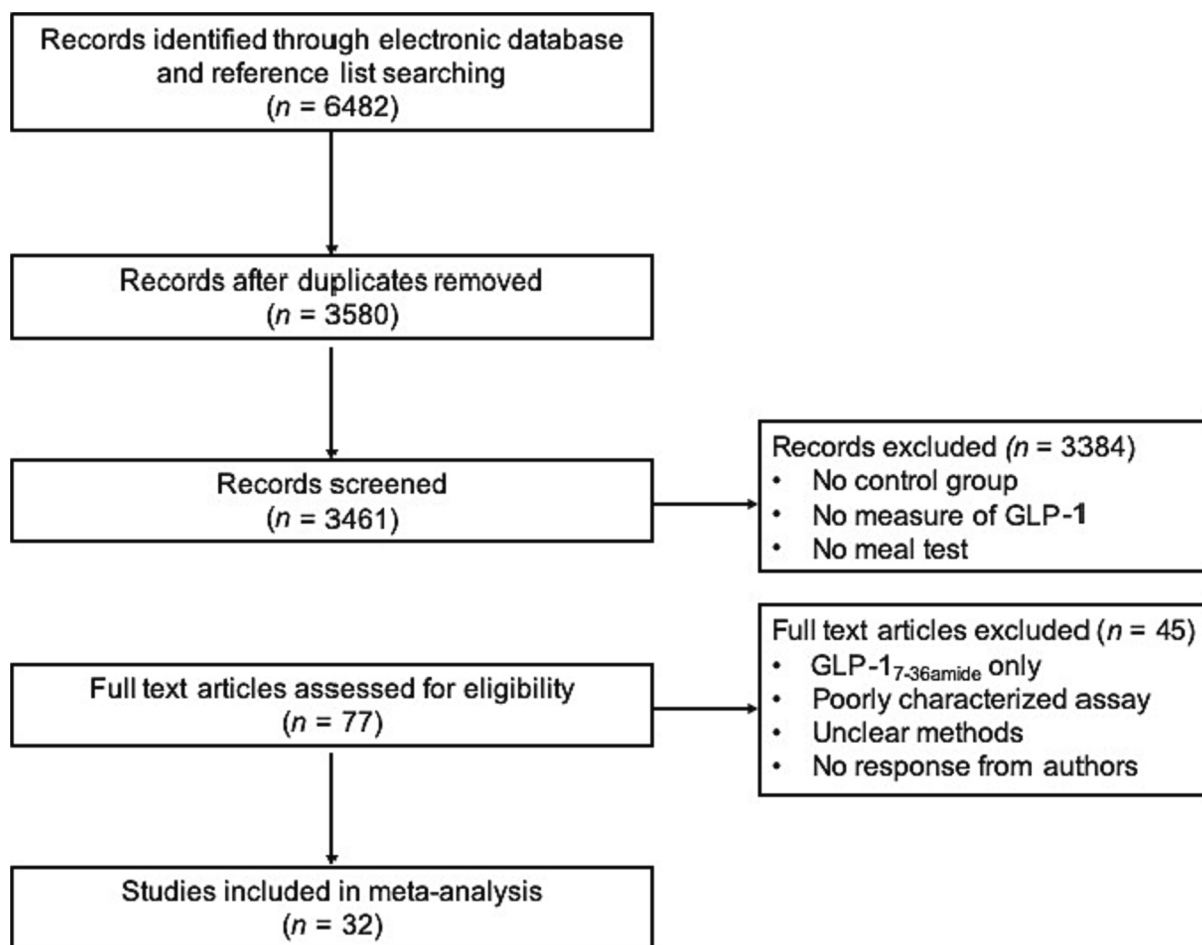 Records identified through electronic database
and reference list searching
(n = 6482)
Records after duplicates removed
(n = 3580)
Records screened
(n = 3461)
Records excluded (n = 3384)
• No control group
• No measure of GLP-1
• No meal test
Full text articles assessed for eligibility
(n = 77)
Full text articles excluded (n = 45)
• GLP-17-36amide only
• Poorly characterized assay
• Unclear methods
• No response from authors
Studies included in meta-analysis
(n = 32)